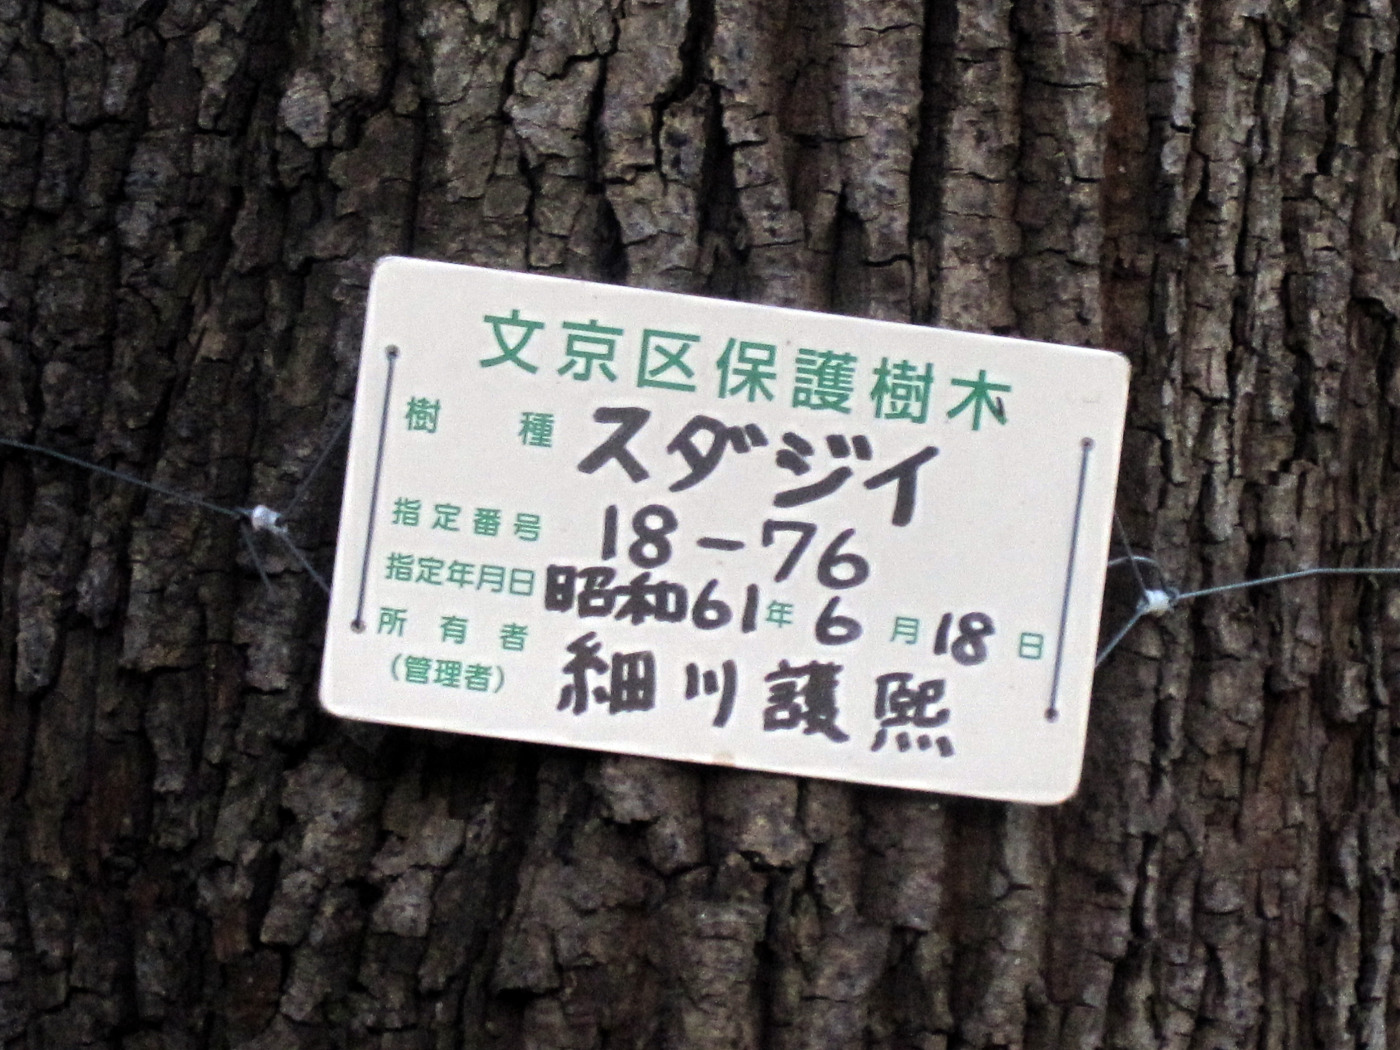 文京区保護樹木
樹種 スダジイ
指定番号 18-76
指定年月日 昭和61年6月18日
所有者 細川護熙
(管理者)